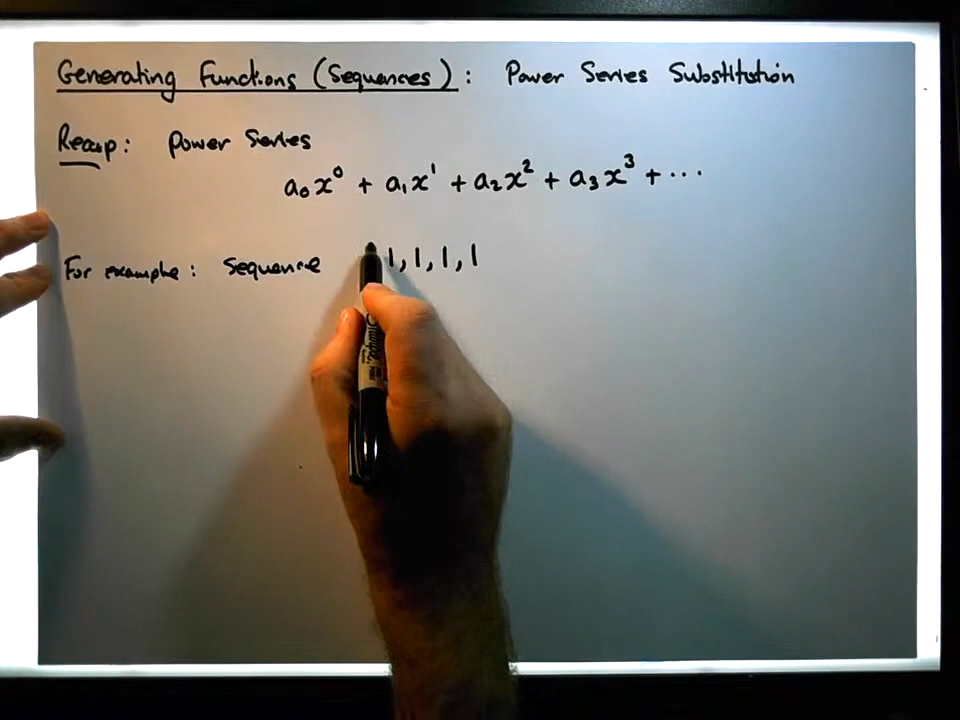 Generating Functions (Sequences) : Power Series Substitution
Recap: Power Series
a₀x⁰ + a₁x¹ + a₂x² + a₃x³ + ...
For example : Sequence 1, 1, 1, 1
Sharpie